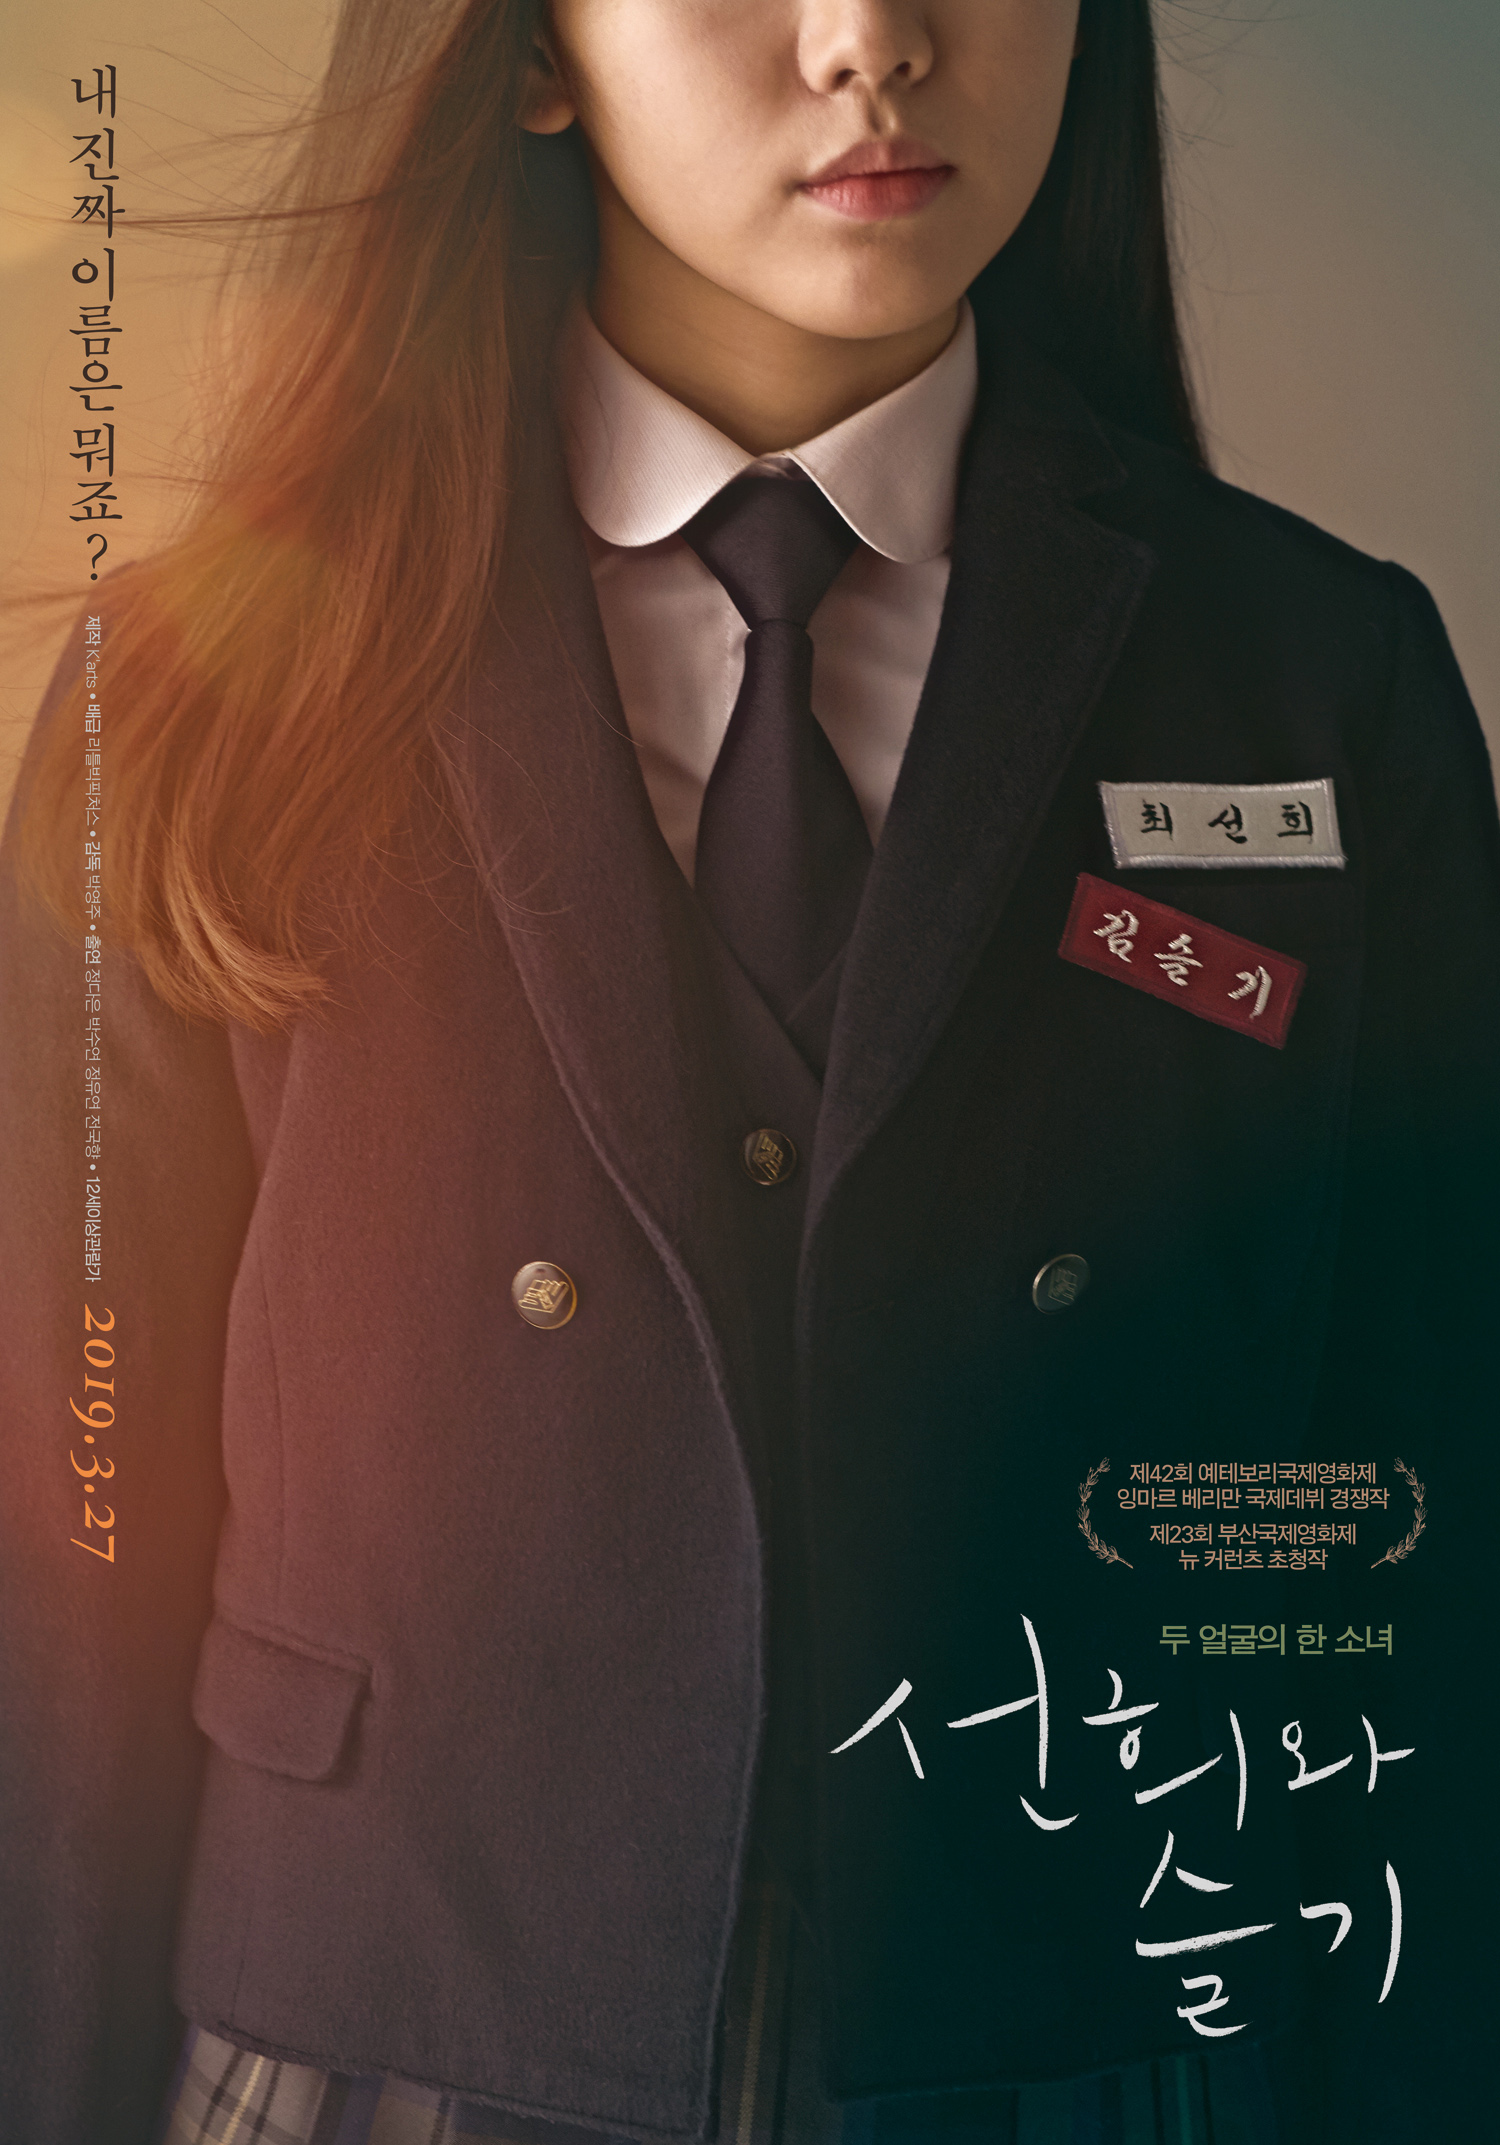 내 진짜 이름은 뭐죠?
제작 K'arts • 배급 리틀빅픽처스 • 감독 박영주 • 출연 정다은 박수연 정유연 전국향 • 12세이상관람가
2019.3.27
최선희
김슬기
제42회 예테보리국제영화제
잉마르 베리만 국제데뷔 경쟁작
제23회 부산국제영화제
뉴 커런츠 초청작
두 얼굴의 한 소녀
선희와
슬기